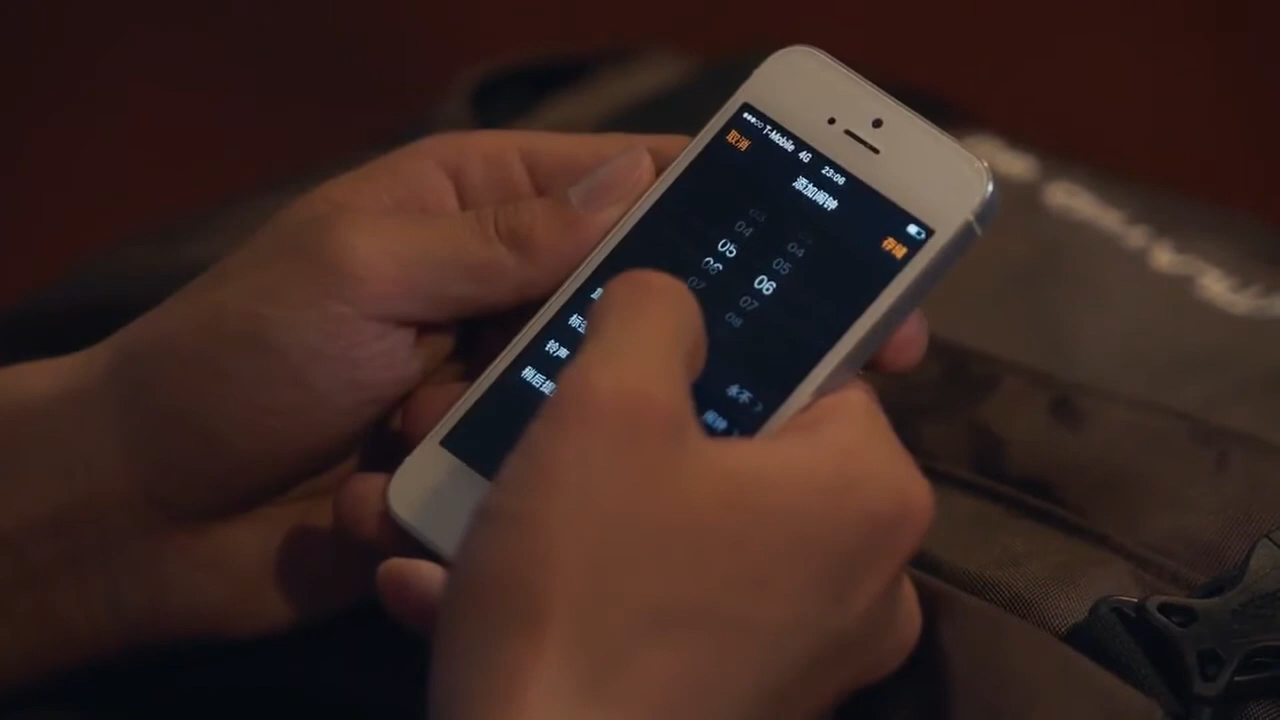 T-Mobile 4G 23:06
取消 添加闹钟 存储
03
04 04
05 05
06 06
07 07
08
标签
铃声
稍后提
永不 >
闹钟